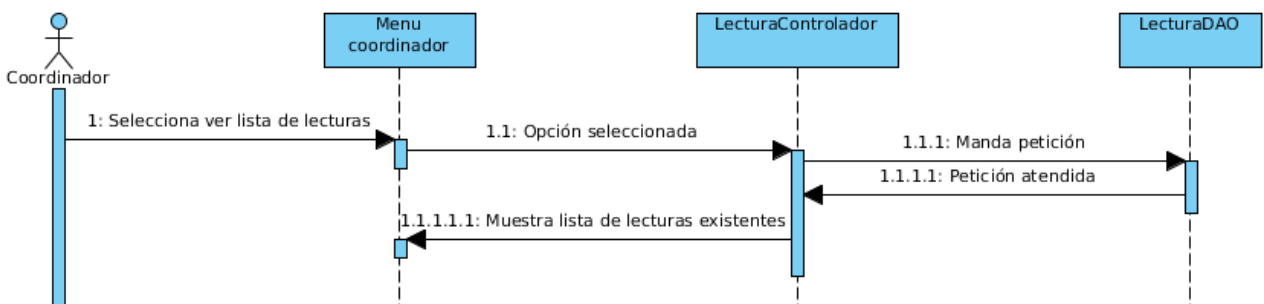 Menu
coordinador
LecturaControlador
LecturaDAO
Coordinador
1: Selecciona ver lista de lecturas
1.1: Opción seleccionada
1.1.1: Manda petición
1.1.1.1: Petición atendida
1.1.1.1.1: Muestra lista de lecturas existentes